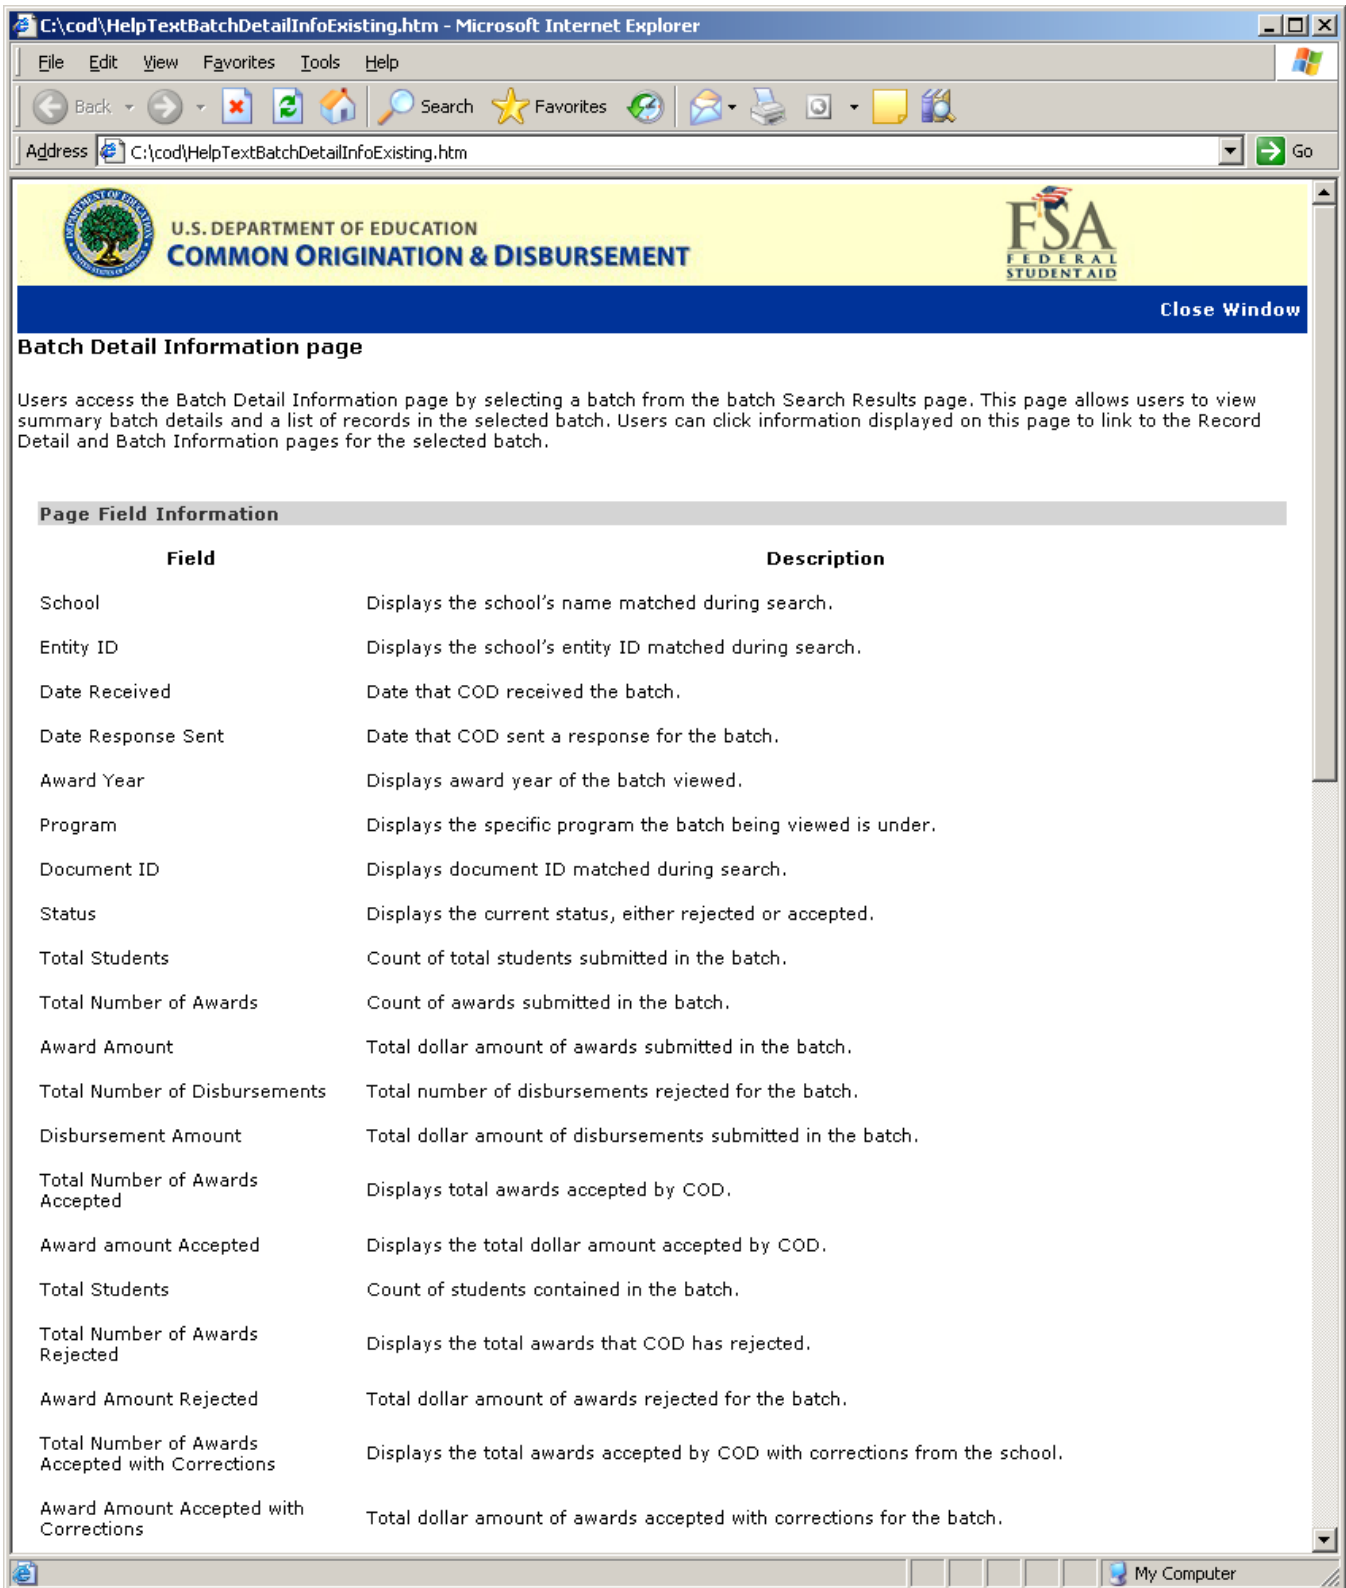 C:\cod\HelpTextBatchDetailInfoExisting.htm - Microsoft Internet Explorer
File Edit View Favorites Tools Help
Back Search Favorites
Address C:\cod\HelpTextBatchDetailInfoExisting.htm Go
U.S. DEPARTMENT OF EDUCATION
COMMON ORIGINATION & DISBURSEMENT
FSA
FEDERAL
STUDENT AID
Close Window
Batch Detail Information page
Users access the Batch Detail Information page by selecting a batch from the batch Search Results page. This page allows users to view
summary batch details and a list of records in the selected batch. Users can click information displayed on this page to link to the Record
Detail and Batch Information pages for the selected batch.
Page Field Information
Field Description
School Displays the school's name matched during search.
Entity ID Displays the school's entity ID matched during search.
Date Received Date that COD received the batch.
Date Response Sent Date that COD sent a response for the batch.
Award Year Displays award year of the batch viewed.
Program Displays the specific program the batch being viewed is under.
Document ID Displays document ID matched during search.
Status Displays the current status, either rejected or accepted.
Total Students Count of total students submitted in the batch.
Total Number of Awards Count of awards submitted in the batch.
Award Amount Total dollar amount of awards submitted in the batch.
Total Number of Disbursements Total number of disbursements rejected for the batch.
Disbursement Amount Total dollar amount of disbursements submitted in the batch.
Total Number of Awards
Accepted
Displays total awards accepted by COD.
Award amount Accepted Displays the total dollar amount accepted by COD.
Total Students Count of students contained in the batch.
Total Number of Awards
Rejected
Displays the total awards that COD has rejected.
Award Amount Rejected Total dollar amount of awards rejected for the batch.
Total Number of Awards
Accepted with Corrections
Displays the total awards accepted by COD with corrections from the school.
Award Amount Accepted with
Corrections
Total dollar amount of awards accepted with corrections for the batch.
My Computer